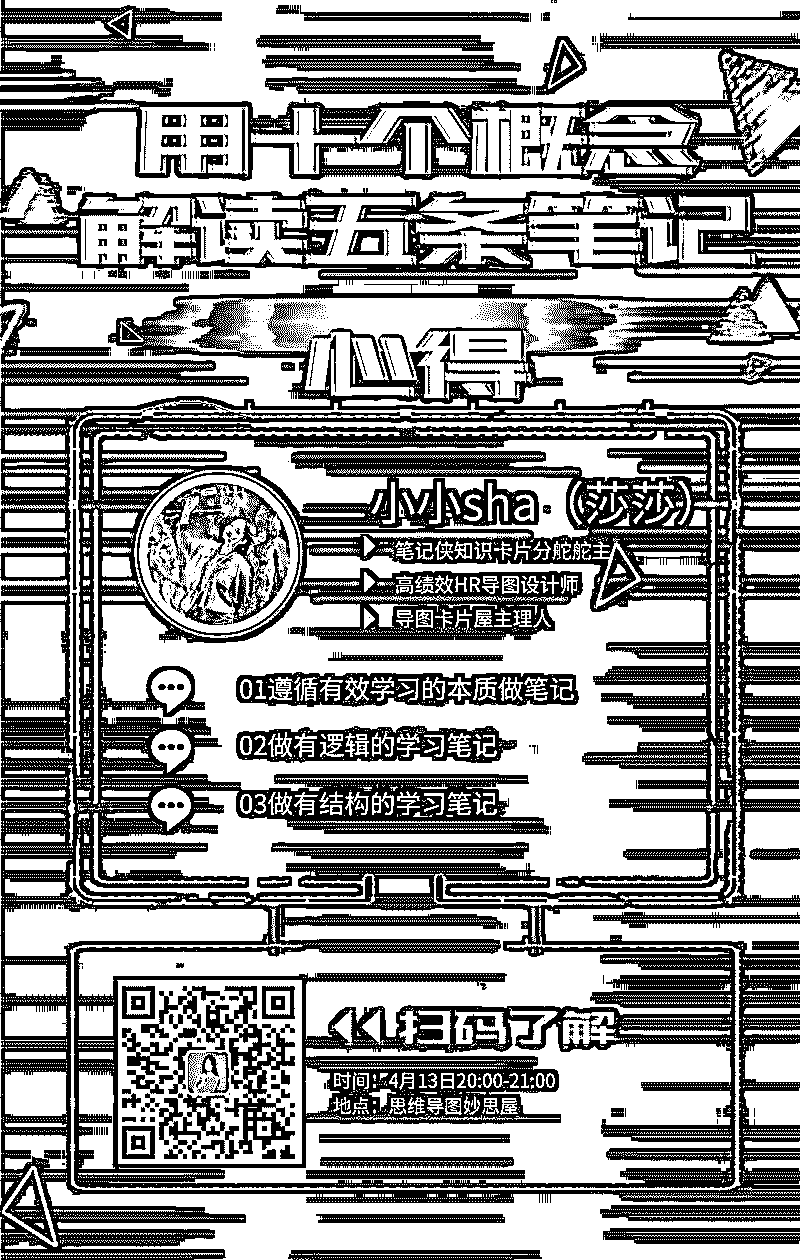 用十个概念
五条笔记
小小sha（莎莎）
笔记侠知识卡片分舵舵主
高绩效HR导图设计师
导图卡片屋主理人
01遵循有效学习的本质做笔记
02做有逻辑的学习笔记
03做有结构的学习笔记
扫码了解
时间：4月13日20:00-21:00
地点：思维导图妙思屋